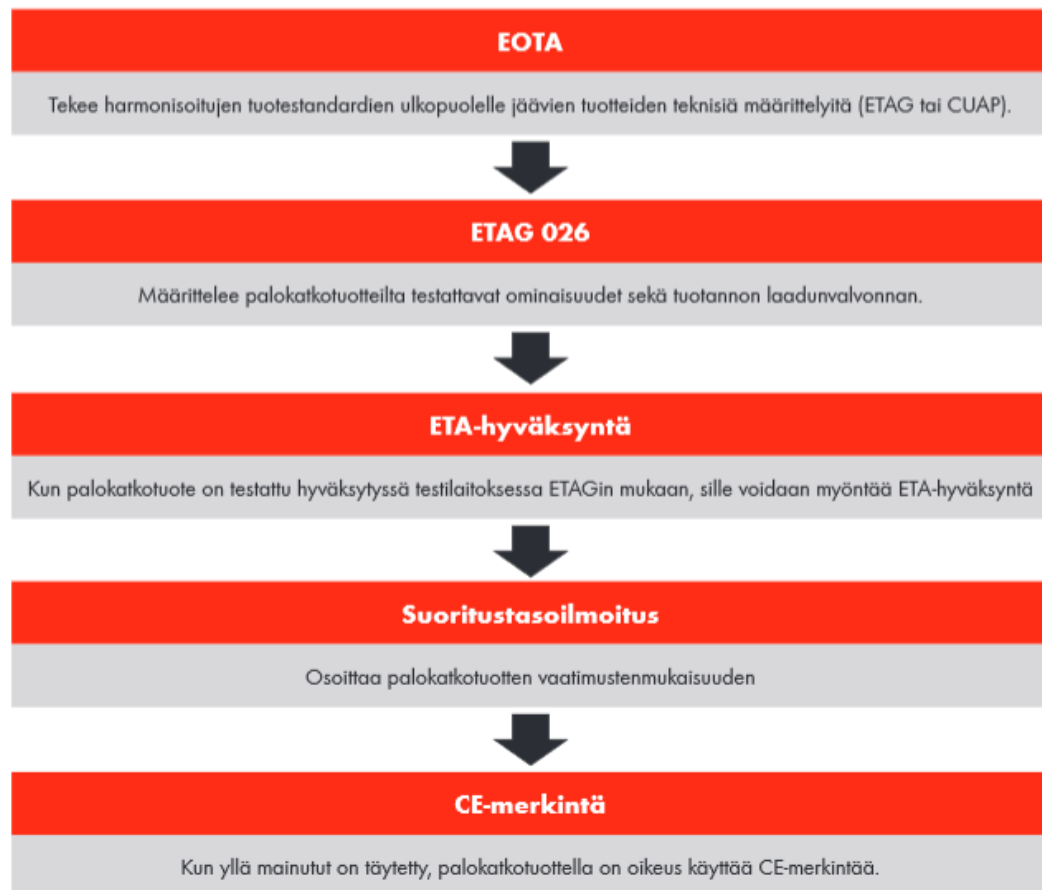 EOTA
Tekee harmonisoitujen tuotestandardien ulkopuolelle jäävien tuotteiden teknisiä määrittelyitä (ETAG tai CUAP).
ETAG 026
Määrittelee palokatkotuotteilta testattavat ominaisuudet sekä tuotannon laadunvalvonnan.
ETA-hyväksyntä
Kun palokatkotuote on testattu hyväksytyssä testilaitoksessa ETAGin mukaan, sille voidaan myöntää ETA-hyväksyntä
Suoritustasoilmoitus
Osoittaa palokatkotuotten vaatimustenmukaisuuden
CE-merkintä
Kun yllä mainutut on täytetty, palokatkotuottella on oikeus käyttää CE-merkintää.